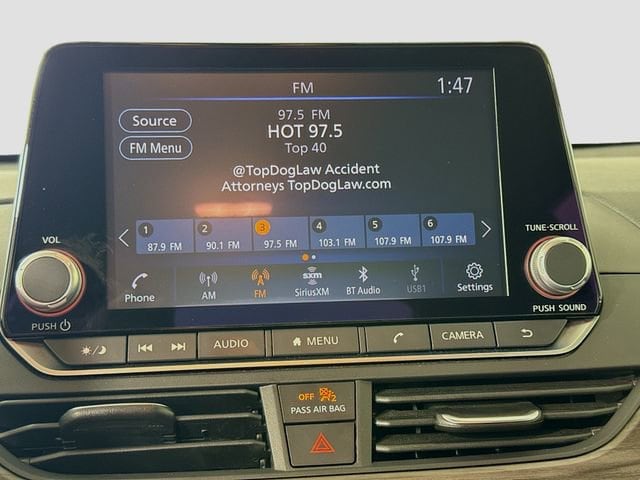 FM
1:47
Source
FM Menu
97.5 FM
HOT 97.5
Top 40
@TopDogLaw Accident
Attorneys TopDogLaw.com
1
87.9 FM
2
90.1 FM
3
97.5 FM
4
103.1 FM
5
107.9 FM
6
107.9 FM
Phone
AM
FM
sxm
SiriusXM
BT Audio
USB1
Settings
VOL
PUSH
TUNE·SCROLL
PUSH SOUND
AUDIO
MENU
CAMERA
OFF 2
PASS AIR BAG